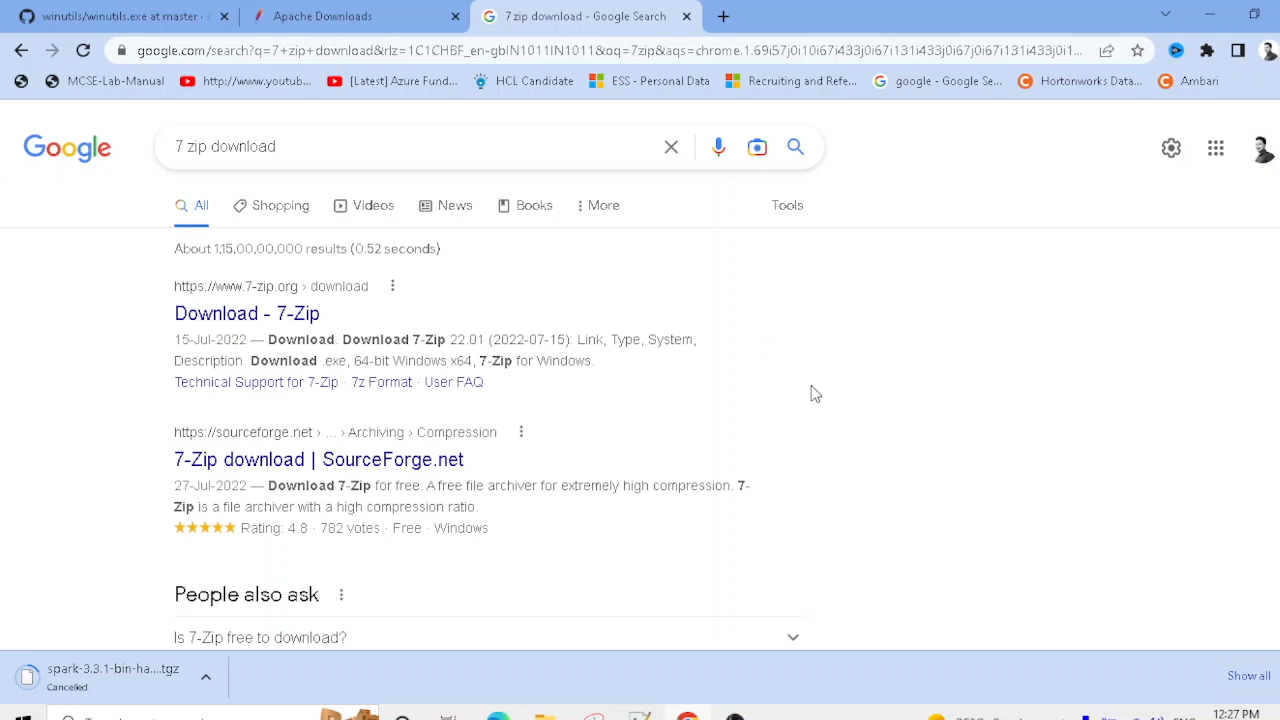 winutils/winutils.exe at master
Apache Downloads
7 zip download - Google Search
google.com/search?q=7+zip+download&rlz=1C1CHBF_en-gbIN1011IN1011&oq=7zip&aqs=chrome.1.69i57j0i10i67i433j0i67i131i433j0i67j0i67i131i433j0i1...
MCSE-Lab-Manual
http://www.youtub...
[Latest] Azure Fund...
HCL Candidate
ESS - Personal Data
Recruiting and Refe...
google - Google Se...
Hortonworks Data...
Ambari
Google
7 zip download
All
Shopping
Videos
News
Books
More
Tools
About 1,15,00,00,000 results (0.52 seconds)
https://www.7-zip.org › download
Download - 7-Zip
15-Jul-2022 — Download. Download 7-Zip 22.01 (2022-07-15): Link, Type, System,
Description. Download .exe, 64-bit Windows x64, 7-Zip for Windows.
Technical Support for 7-Zip · 7z Format · User FAQ
https://sourceforge.net › ... › Archiving › Compression
7-Zip download | SourceForge.net
27-Jul-2022 — Download 7-Zip for free. A free file archiver for extremely high compression. 7-
Zip is a file archiver with a high compression ratio.
Rating: 4.8 · 782 votes · Free · Windows
People also ask
Is 7-Zip free to download?
spark-3.3.1-bin-ha....tgz
Cancelled
Show all
12:27 PM